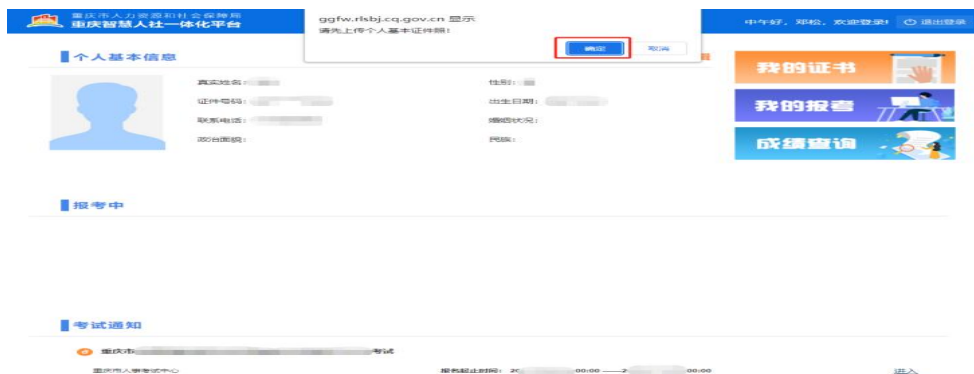 重庆市人力资源和社会保障局
重庆智慧人社一体化平台
ggfw.rlsbj.cq.gov.cn 显示
请先上传个人基本证件照！
确定
取消
中午好，邓松，欢迎登录！
退出登录
个人基本信息
真实姓名：
性别：
证件号码：
出生日期：
联系电话：
婚姻状况：
政治面貌：
民族：
我的证书
我的报考
成绩查询
报考中
考试通知
重庆市
考试
重庆市人事考试中心
报名起止时间：20
00:00 ——2
00:00
进入